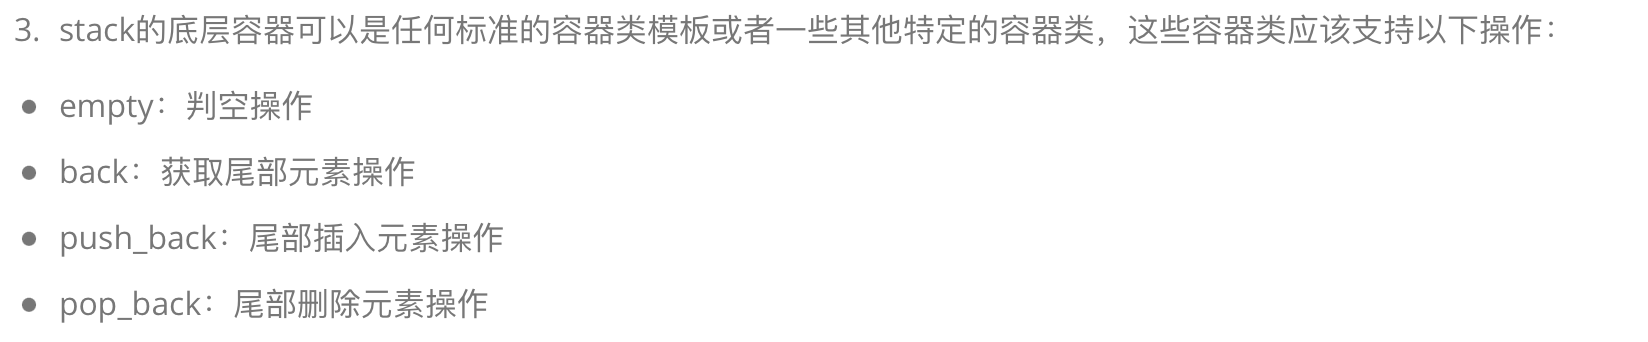 3. stack的底层容器可以是任何标准的容器类模板或者一些其他特定的容器类，这些容器类应该支持以下操作：
● empty：判空操作
● back：获取尾部元素操作
● push_back：尾部插入元素操作
● pop_back：尾部删除元素操作